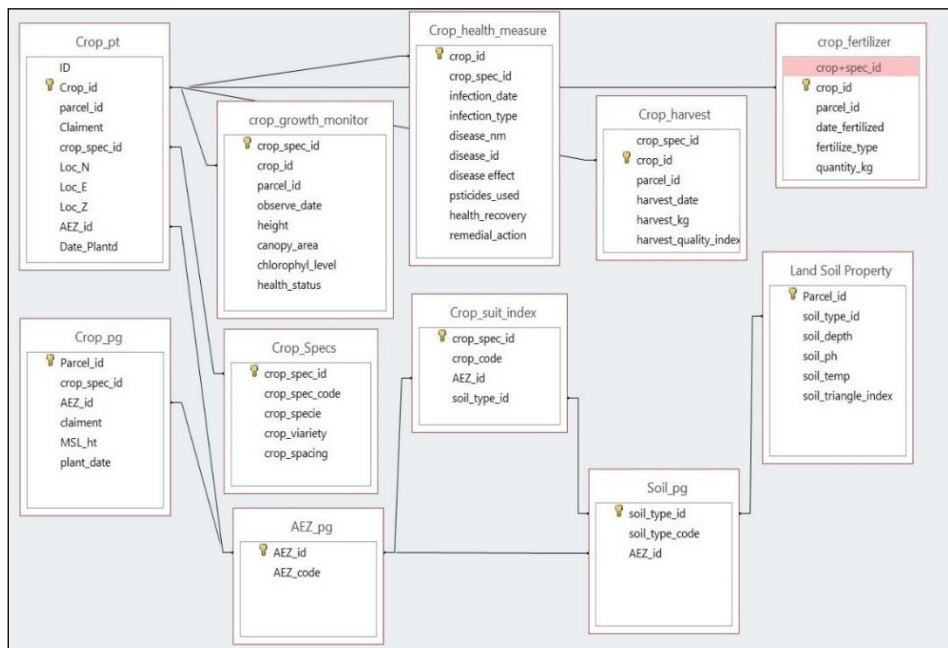 Crop_pt
ID
Crop_id
parcel_id
Claiment
crop_spec_id
Loc_N
Loc_E
Loc_Z
AEZ_id
Date_Plantd
crop_growth_monitor
crop_spec_id
crop_id
parcel_id
observe_date
height
canopy_area
chlorophyl_level
health_status
Crop_health_measure
crop_id
crop_spec_id
infection_date
infection_type
disease_nm
disease_id
disease effect
psticides_used
health_recovery
remedial_action
Crop_harvest
crop_spec_id
crop_id
parcel_id
harvest_date
harvest_kg
harvest_quality_index
crop_fertilizer
crop+spec_id
crop_id
parcel_id
date_fertilized
fertilize_type
quantity_kg
Crop_pg
Parcel_id
crop_spec_id
AEZ_id
claiment
MSL_ht
plant_date
Crop_Specs
crop_spec_id
crop_spec_code
crop_specie
crop_viariety
crop_spacing
Crop_suit_index
crop_spec_id
crop_code
AEZ_id
soil_type_id
Land Soil Property
Parcel_id
soil_type_id
soil_depth
soil_ph
soil_temp
soil_triangle_index
AEZ_pg
AEZ_id
AEZ_code
Soil_pg
soil_type_id
soil_type_code
AEZ_id